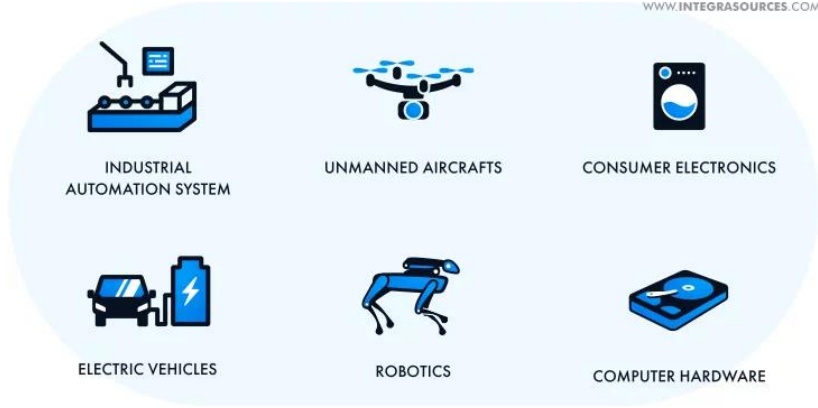 WWW.INTEGRASOURCES.COM
INDUSTRIAL
AUTOMATION SYSTEM
UNMANNED AIRCRAFTS
CONSUMER ELECTRONICS
ELECTRIC VEHICLES
ROBOTICS
COMPUTER HARDWARE